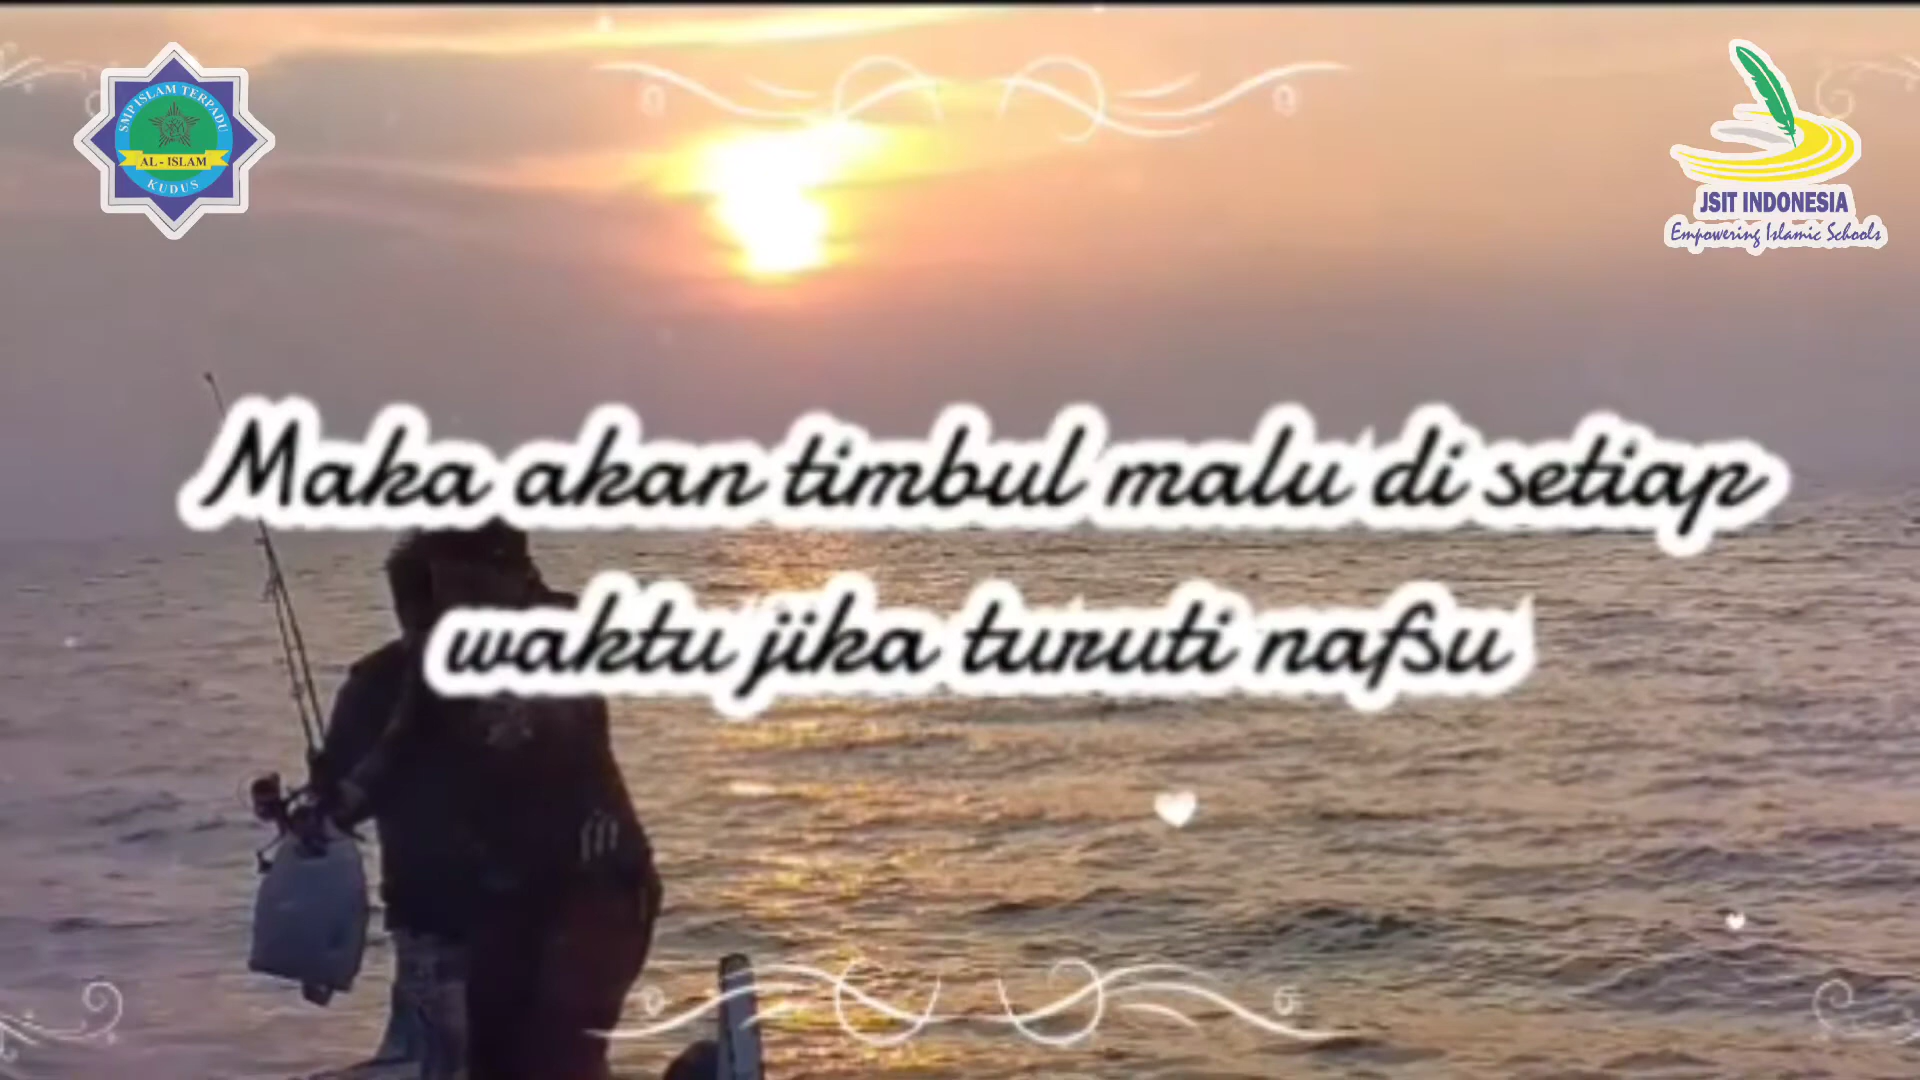 SMP ISLAM TERPADU
AL - ISLAM
KUDUS
JSIT INDONESIA
Empowering Islamic Schools
Maka akan timbul malu di setiap
waktu jika turuti nafsu